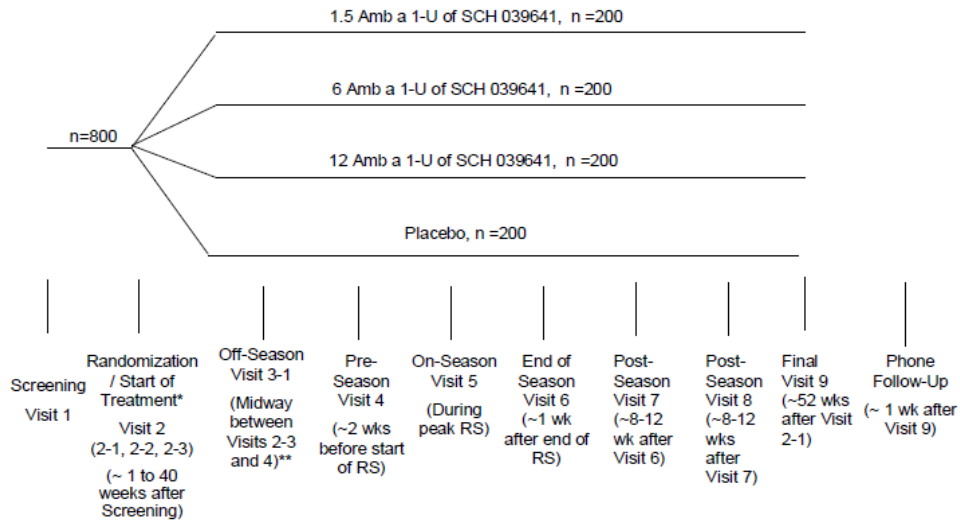 1.5 Amb a 1-U of SCH 039641, n =200
6 Amb a 1-U of SCH 039641, n =200
n=800
12 Amb a 1-U of SCH 039641, n =200
Placebo, n =200
Screening
Visit 1
Randomization
/ Start of
Treatment*
Visit 2
(2-1, 2-2, 2-3)
(~ 1 to 40
weeks after
Screening)
Off-Season
Visit 3-1
(Midway
between
Visits 2-3
and 4)**
Pre-
Season
Visit 4
(~2 wks
before start
of RS)
On-Season
Visit 5
(During
peak RS)
End of
Season
Visit 6
(~1 wk
after end of
RS)
Post-
Season
Visit 7
(~8-12
wk after
Visit 6)
Post-
Season
Visit 8
(~8-12
wks
after
Visit 7)
Final
Visit 9
(~52 wks
after Visit
2-1)
Phone
Follow-Up
(~ 1 wk after
Visit 9)